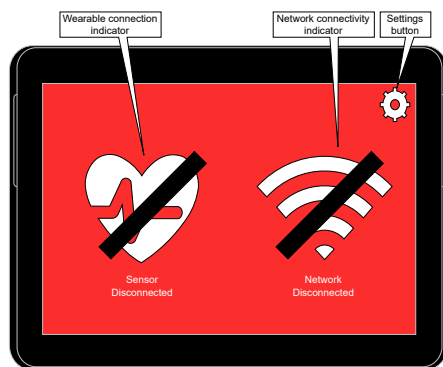 Wearable connection
indicator
Network connectivity
indicator
Settings
button
Sensor
Disconnected
Network
Disconnected